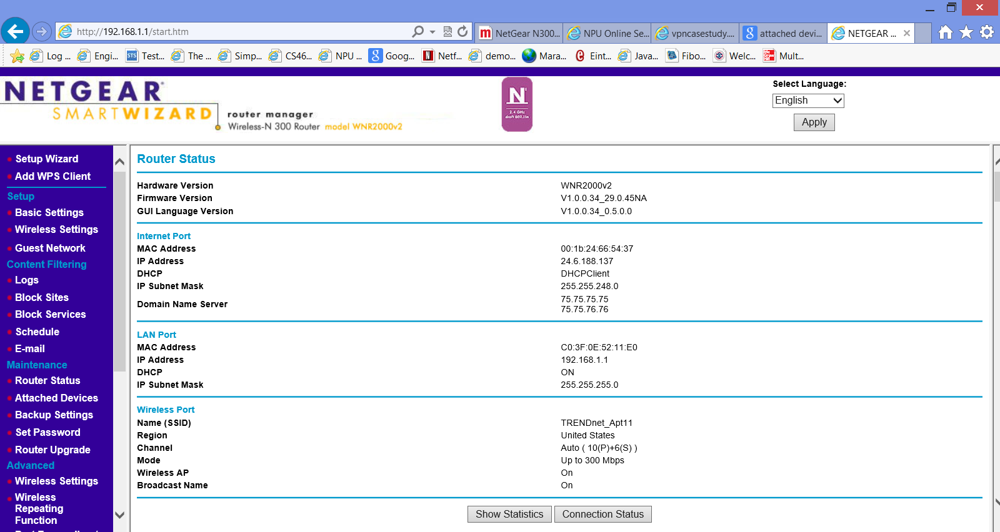 http://192.168.1.1/start.htm
NetGear N300...
NPU Online Se...
vpncasestudy....
attached devi...
NETGEAR ...
Log ...
Engi...
STS
Test...
The ...
Simp...
CS46...
NPU ...
Goog...
Netf...
demo...
Mara...
Eint...
Java...
Fibo...
Welc...
Mult...
NETGEAR
SMARTWIZARD
router manager
Wireless-N 300 Router model WNR2000v2
N
2.4 GHz
draft 802.11n
Select Language:
English
Apply
Setup Wizard
Add WPS Client
Setup
Basic Settings
Wireless Settings
Guest Network
Content Filtering
Logs
Block Sites
Block Services
Schedule
E-mail
Maintenance
Router Status
Attached Devices
Backup Settings
Set Password
Router Upgrade
Advanced
Wireless Settings
Wireless
Repeating
Function
Router Status
Hardware Version WNR2000v2
Firmware Version V1.0.0.34_29.0.45NA
GUI Language Version V1.0.0.34_0.5.0.0
Internet Port
MAC Address 00:1b:24:66:54:37
IP Address 24.6.188.137
DHCP DHCPClient
IP Subnet Mask 255.255.248.0
Domain Name Server 75.75.75.75
75.75.76.76
LAN Port
MAC Address C0:3F:0E:52:11:E0
IP Address 192.168.1.1
DHCP ON
IP Subnet Mask 255.255.255.0
Wireless Port
Name (SSID) TRENDnet_Apt11
Region United States
Channel Auto ( 10(P)+6(S) )
Mode Up to 300 Mbps
Wireless AP On
Broadcast Name On
Show Statistics
Connection Status